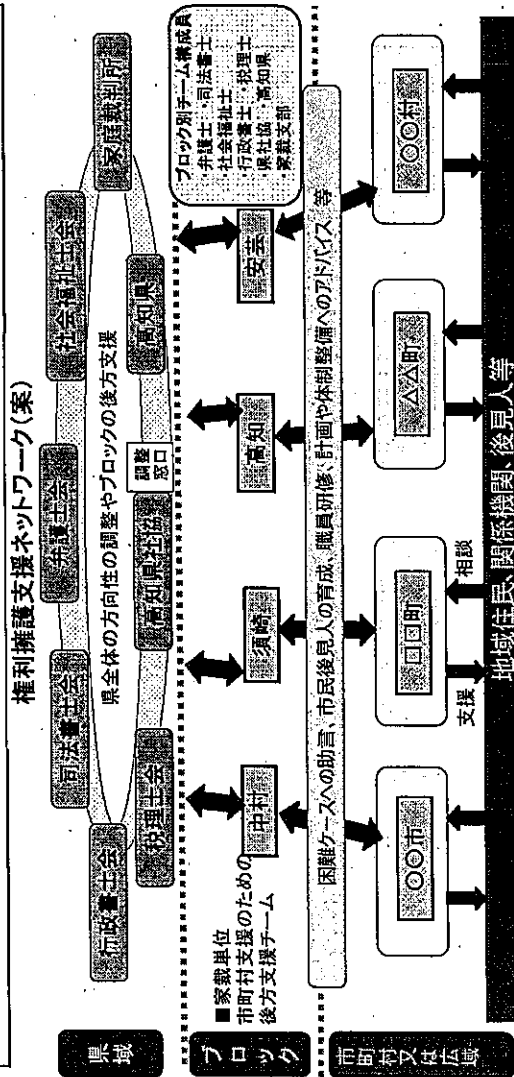 権利擁護支援ネットワーク(案)
県域
行政書士会
司法書士会
弁護士会
社会福祉士会
家庭裁判所
県全体の方向性の調整やブロックの後方支援
税理士会
高知県社協
調整
窓口
高知県
ブロック
■家裁単位
市町村支援のための
後方支援チーム
中村
須崎
高知
安芸
ブロック別チーム構成員
・弁護士・司法書士
・社会福祉士
・行政書士・税理士
・県社協・高知県
・家裁支部
困難ケースへの助言、市民後見人の育成、職員研修、計画や体制整備へのアドバイス 等
市町村又は広域
〇〇市
□□町
△△町
〇〇村
支援
相談
地域住民、関係機関、後見人等